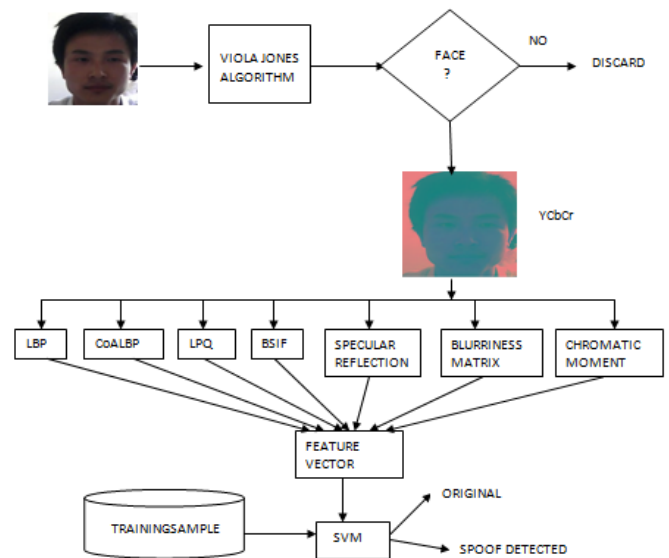 VIOLA JONES
ALGORITHM
FACE
?
NO
DISCARD
YCbCr
LBP
CoALBP
LPQ
BSIF
SPECULAR
REFLECTION
BLURRINESS
MATRIX
CHROMATIC
MOMENT
FEATURE
VECTOR
TRAININGSAMPLE
SVM
ORIGINAL
SPOOF DETECTED